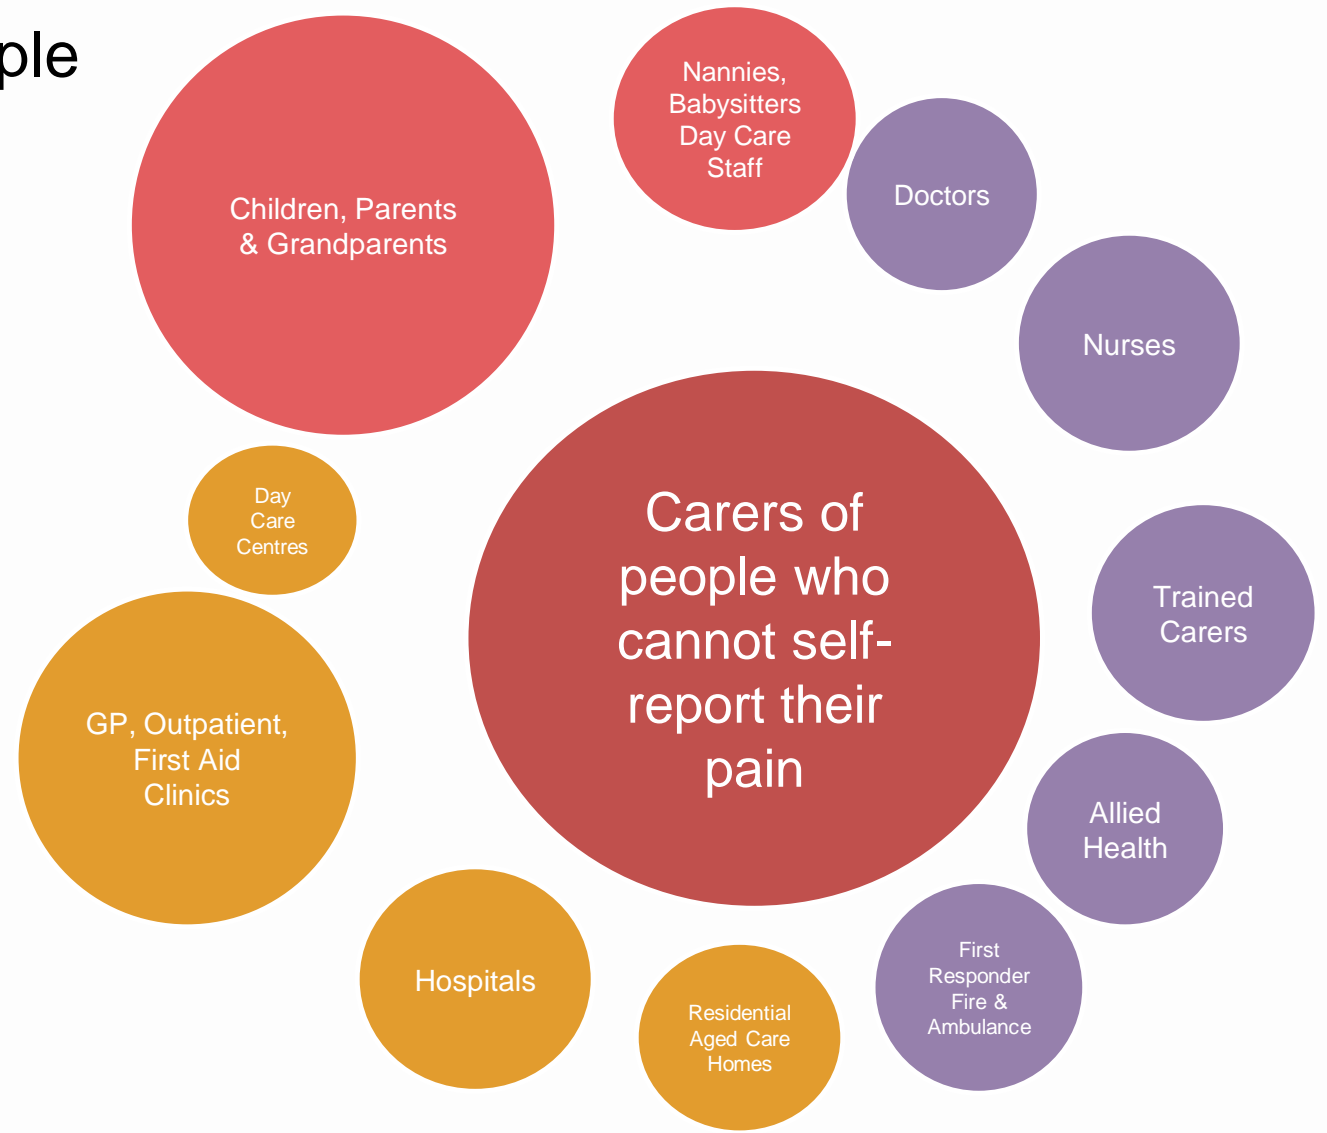 ple
Children, Parents
& Grandparents
Nannies,
Babysitters
Day Care
Staff
Doctors
Nurses
Trained
Carers
Allied
Health
First
Responder
Fire &
Ambulance
Residential
Aged Care
Homes
Hospitals
GP, Outpatient,
First Aid
Clinics
Day
Care
Centres
Carers of
people who
cannot self-
report their
pain